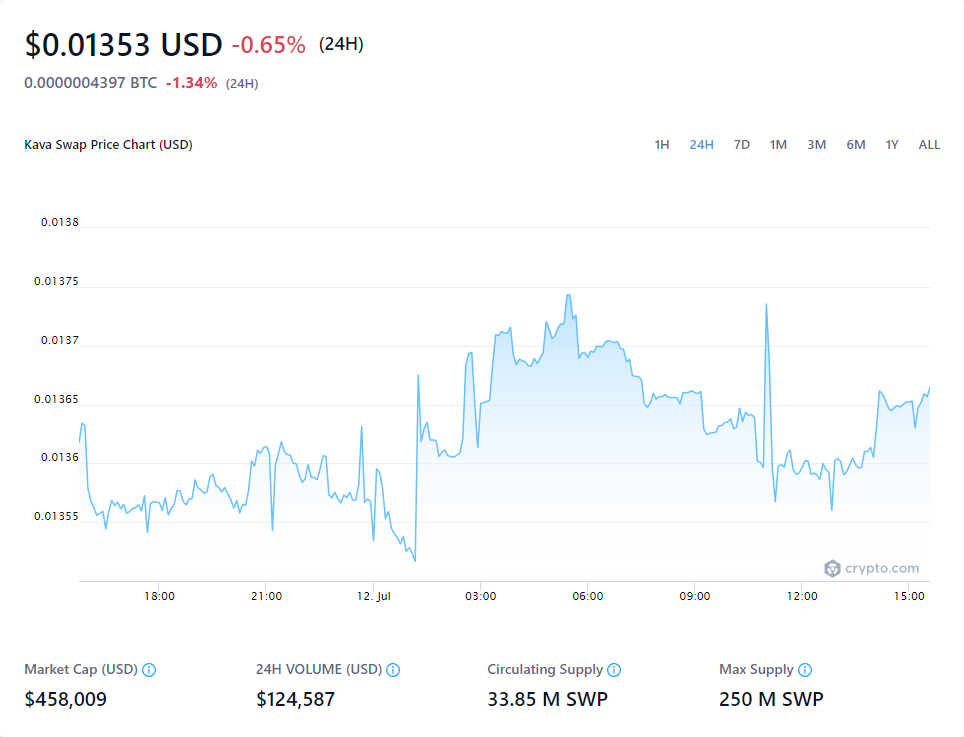 $0.01353 USD -0.65% (24H)
0.0000004397 BTC -1.34% (24H)
Kava Swap Price Chart (USD) 1H 24H 7D 1M 3M 6M 1Y ALL
0.0138
0.01375
0.0137
0.01365
0.0136
0.01355
crypto.com
18:00 21:00 12. Jul 03:00 06:00 09:00 12:00 15:00
Market Cap (USD) 24H VOLUME (USD) Circulating Supply Max Supply
$458,009 $124,587 33.85 M SWP 250 M SWP